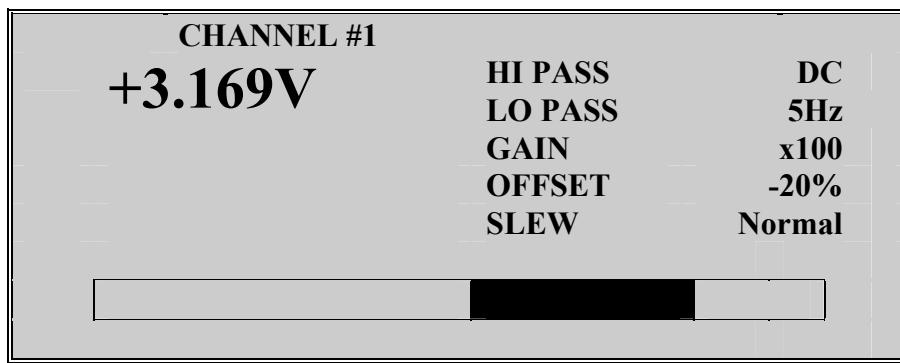 CHANNEL #1
+3.169V
HI PASS DC
LO PASS 5Hz
GAIN x100
OFFSET -20%
SLEW Normal